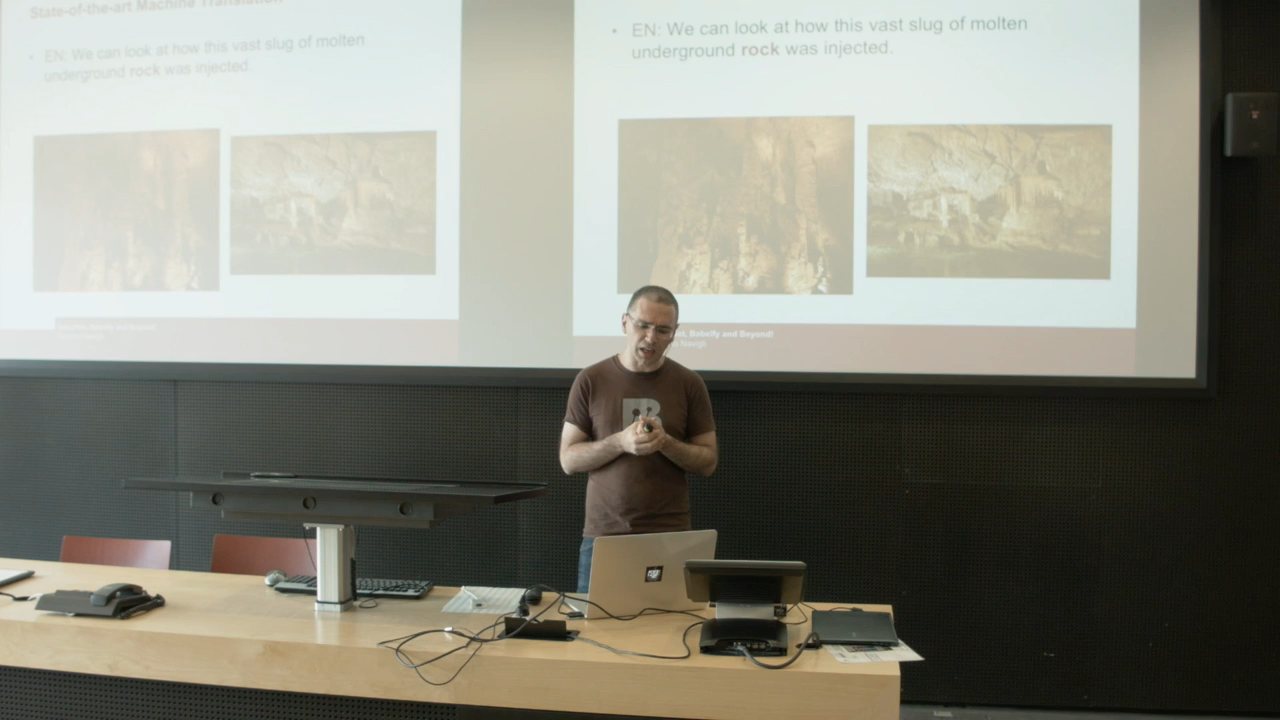 State-of-the-art Machine Translation
• EN: We can look at how this vast slug of molten
underground rock was injected.
• EN: We can look at how this vast slug of molten
underground rock was injected.
Babelfy and Beyond!
B